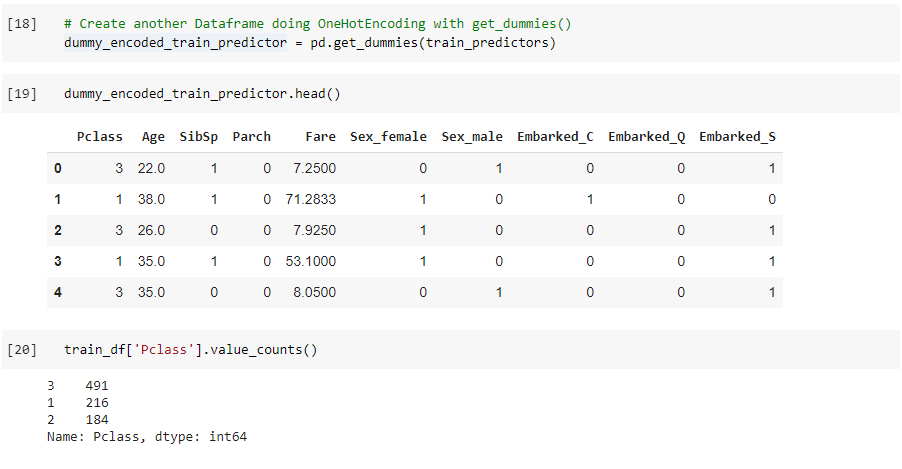 [18] # Create another Dataframe doing OneHotEncoding with get_dummies()
dummy_encoded_train_predictor = pd.get_dummies(train_predictors)
[19] dummy_encoded_train_predictor.head()
Pclass Age SibSp Parch Fare Sex_female Sex_male Embarked_C Embarked_Q Embarked_S
0 3 22.0 1 0 7.2500 0 1 0 0 1
1 1 38.0 1 0 71.2833 1 0 1 0 0
2 3 26.0 0 0 7.9250 1 0 0 0 1
3 1 35.0 1 0 53.1000 1 0 0 0 1
4 3 35.0 0 0 8.0500 0 1 0 0 1
[20] train_df['Pclass'].value_counts()
3 491
1 216
2 184
Name: Pclass, dtype: int64